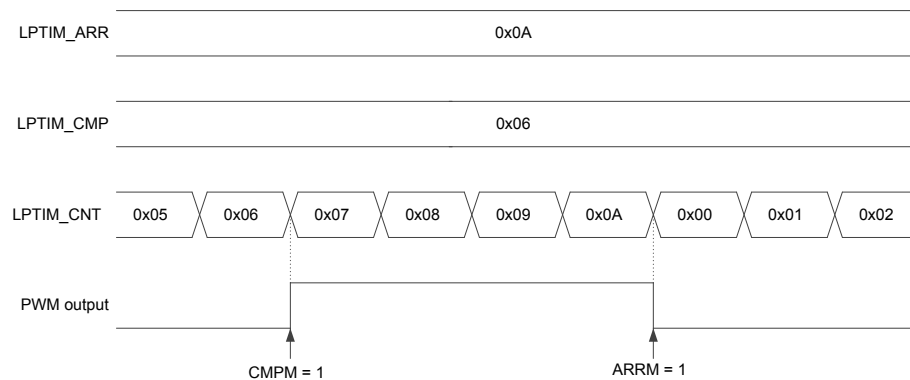 LPTIM_ARR 0x0A
LPTIM_CMP 0x06
LPTIM_CNT 0x05 0x06 0x07 0x08 0x09 0x0A 0x00 0x01 0x02
PWM output
CMPM = 1 ARRM = 1